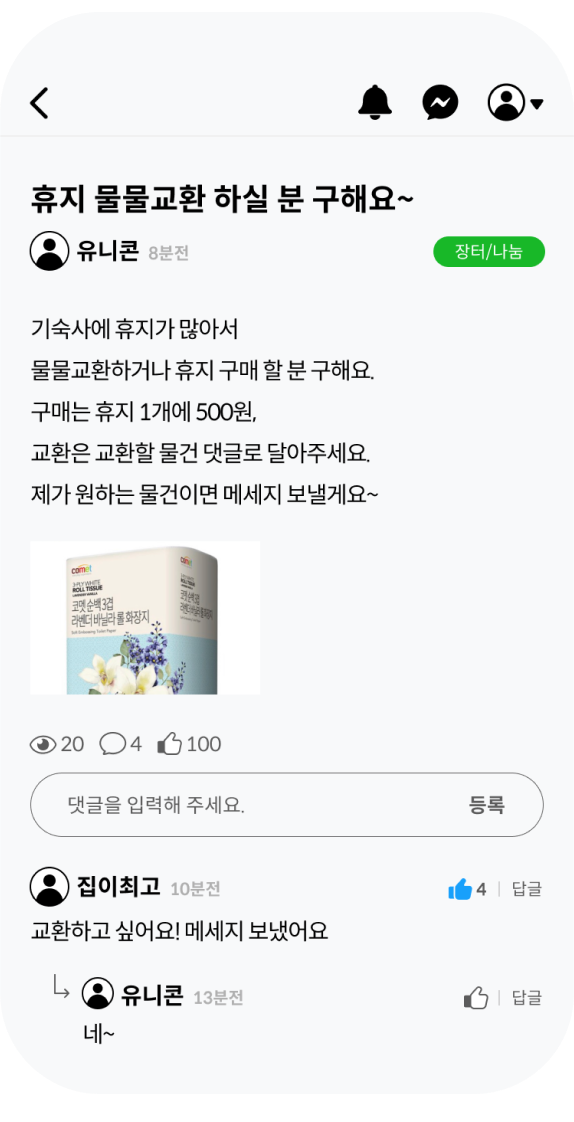 휴지 물물교환 하실 분 구해요~
유니콘 8분전 장터/나눔
기숙사에 휴지가 많아서
물물교환하거나 휴지 구매 할 분 구해요.
구매는 휴지 1개에 500원,
교환은 교환할 물건 댓글로 달아주세요.
제가 원하는 물건이면 메세지 보낼게요~
comet
3-PLY WHITE
ROLL TISSUE
코멧 순백 3겹
라벤더 바닐라 롤 화장지
20 4 100
댓글을 입력해 주세요. 등록
집이최고 10분전 4 답글
교환하고 싶어요! 메세지 보냈어요
유니콘 13분전 답글
네~